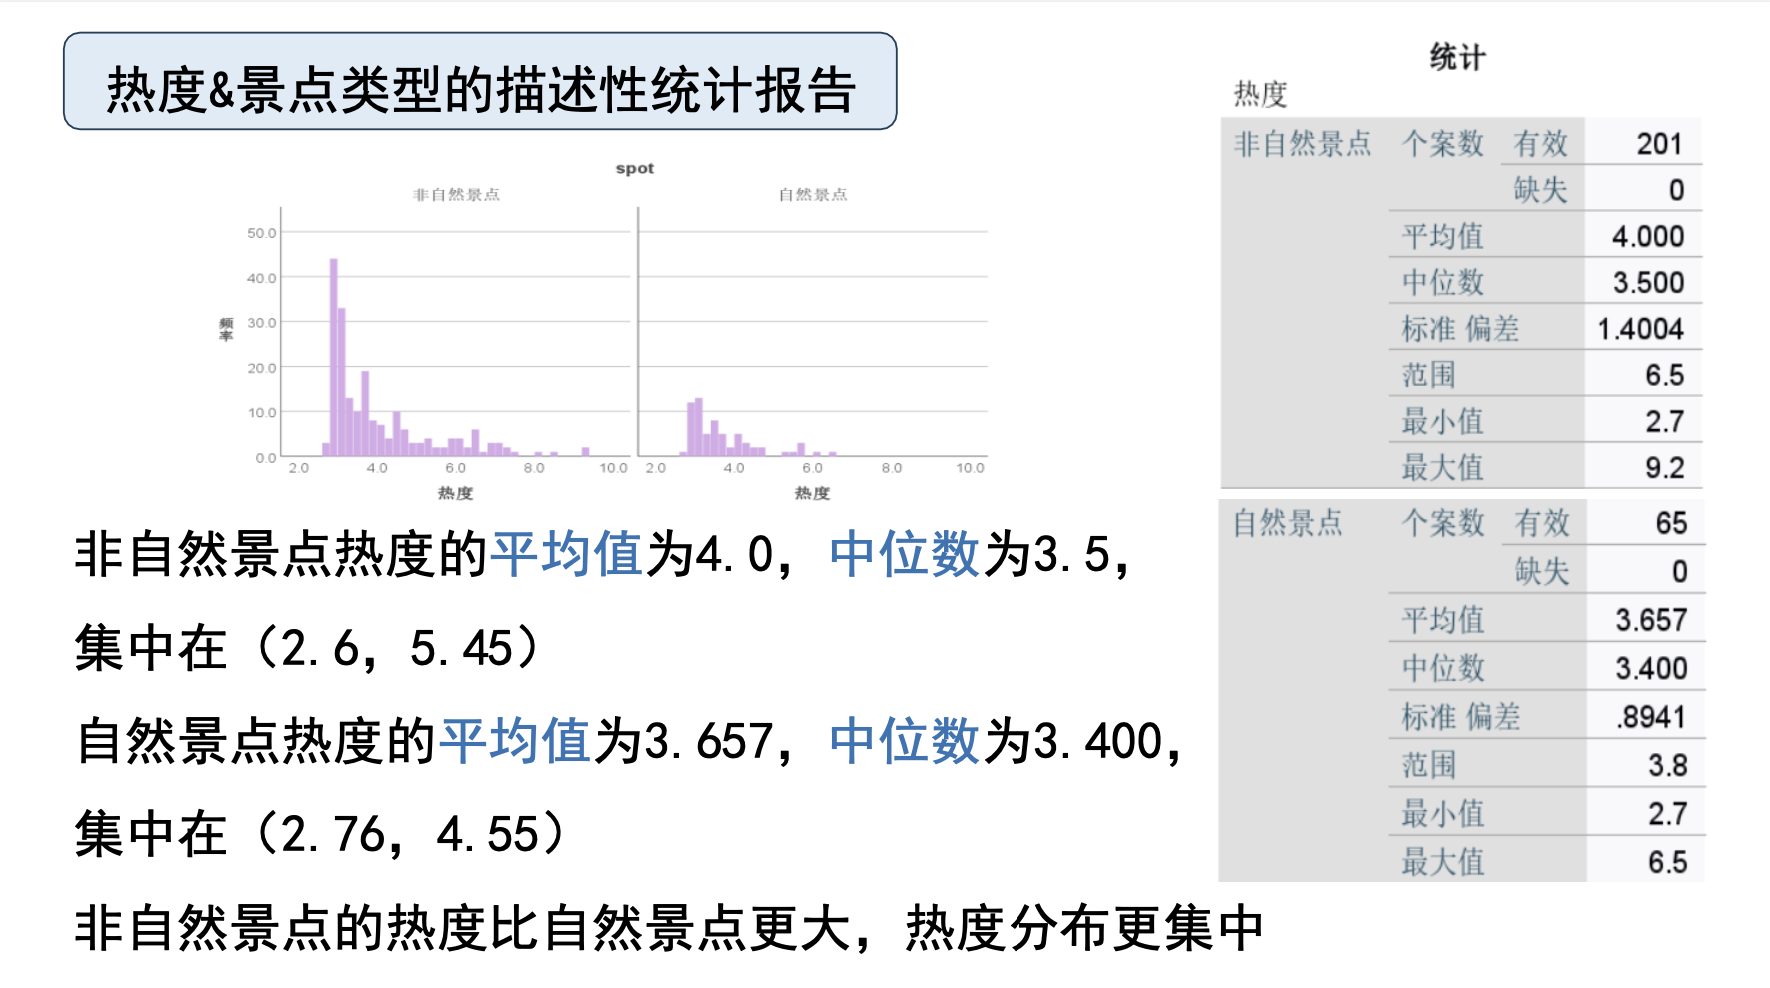 热度&景点类型的描述性统计报告
spot
非自然景点 自然景点
频率
50.0
40.0
30.0
20.0
10.0
0.0
2.0 4.0 6.0 8.0 10.0 2.0 4.0 6.0 8.0 10.0
热度 热度
非自然景点热度的平均值为4.0，中位数为3.5，
集中在（2.6，5.45）
自然景点热度的平均值为3.657，中位数为3.400，
集中在（2.76，4.55）
非自然景点的热度比自然景点更大，热度分布更集中
统计
热度
非自然景点 个案数 有效 201
缺失 0
平均值 4.000
中位数 3.500
标准 偏差 1.4004
范围 6.5
最小值 2.7
最大值 9.2
自然景点 个案数 有效 65
缺失 0
平均值 3.657
中位数 3.400
标准 偏差 .8941
范围 3.8
最小值 2.7
最大值 6.5